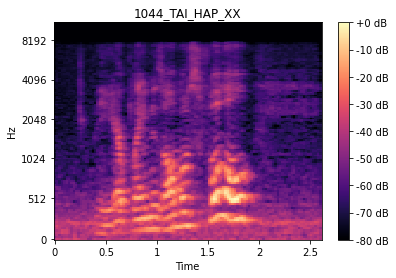 1044_TAI_HAP_XX
+0 dB
8192
-10 dB
4096
-20 dB
-30 dB
Hz
2048
-40 dB
1024
-50 dB
512
-60 dB
-70 dB
0
-80 dB
0 0.5 1 1.5 2 2.5
Time